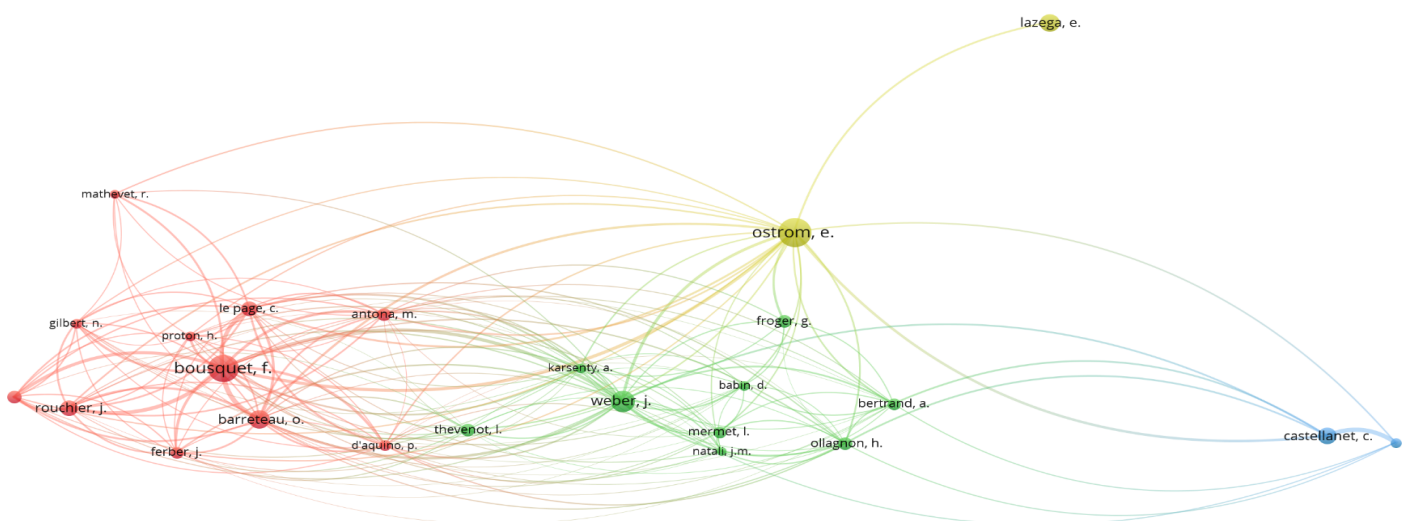 lazega, e.
mathevet, r.
ostrom, e.
le page, c.
antona, m.
gilbert, n.
froger, g.
proton, h.
bousquet, f.
karsenty, a.
babin, d.
weber, j.
bertrand, a.
rouchier, j.
barreteau, o.
thevenot, l.
mermet, l.
castellanet, c.
ollagnon, h.
d'aquino, p.
ferber, j.
natali, j.m.